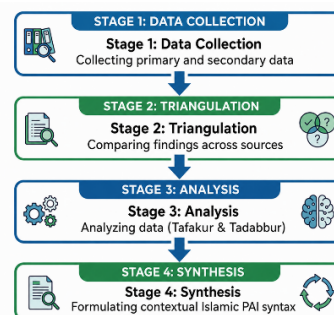 STAGE 1: DATA COLLECTION
Stage 1: Data Collection
Collecting primary and secondary data
STAGE 2: TRIANGULATION
Stage 2: Triangulation
Comparing findings across sources
STAGE 3: ANALYSIS
Stage 3: Analysis
Analyzing data (Tafakur & Tadabbur)
STAGE 4: SYNTHESIS
Stage 4: Synthesis
Formulating contextual Islamic PAI syntax